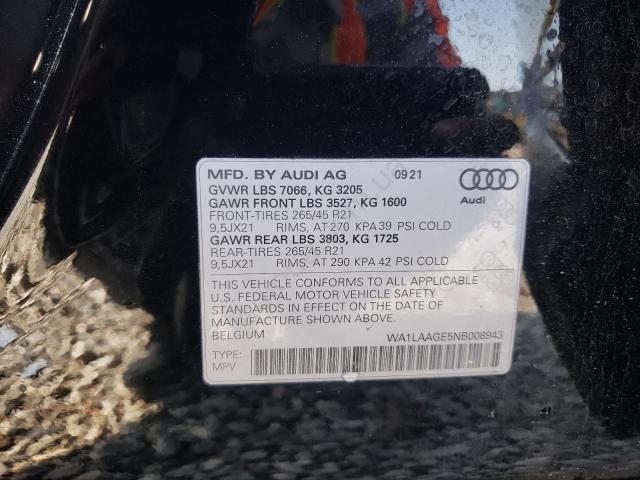 MFD. BY AUDI AG 09 21
GVWR LBS 7066, KG 3205
GAWR FRONT LBS 3527, KG 1600
FRONT-TIRES 265/45 R21
9,5JX21 RIMS, AT 270 KPA 39 PSI COLD
GAWR REAR LBS 3803, KG 1725
REAR-TIRES 265/45 R21
9,5JX21 RIMS, AT 290 KPA 42 PSI COLD
Audi
THIS VEHICLE CONFORMS TO ALL APPLICABLE
U.S. FEDERAL MOTOR VEHICLE SAFETY
STANDARDS IN EFFECT ON THE DATE OF
MANUFACTURE SHOWN ABOVE.
BELGIUM WA1LAAGE5NB008943
TYPE:
MPV